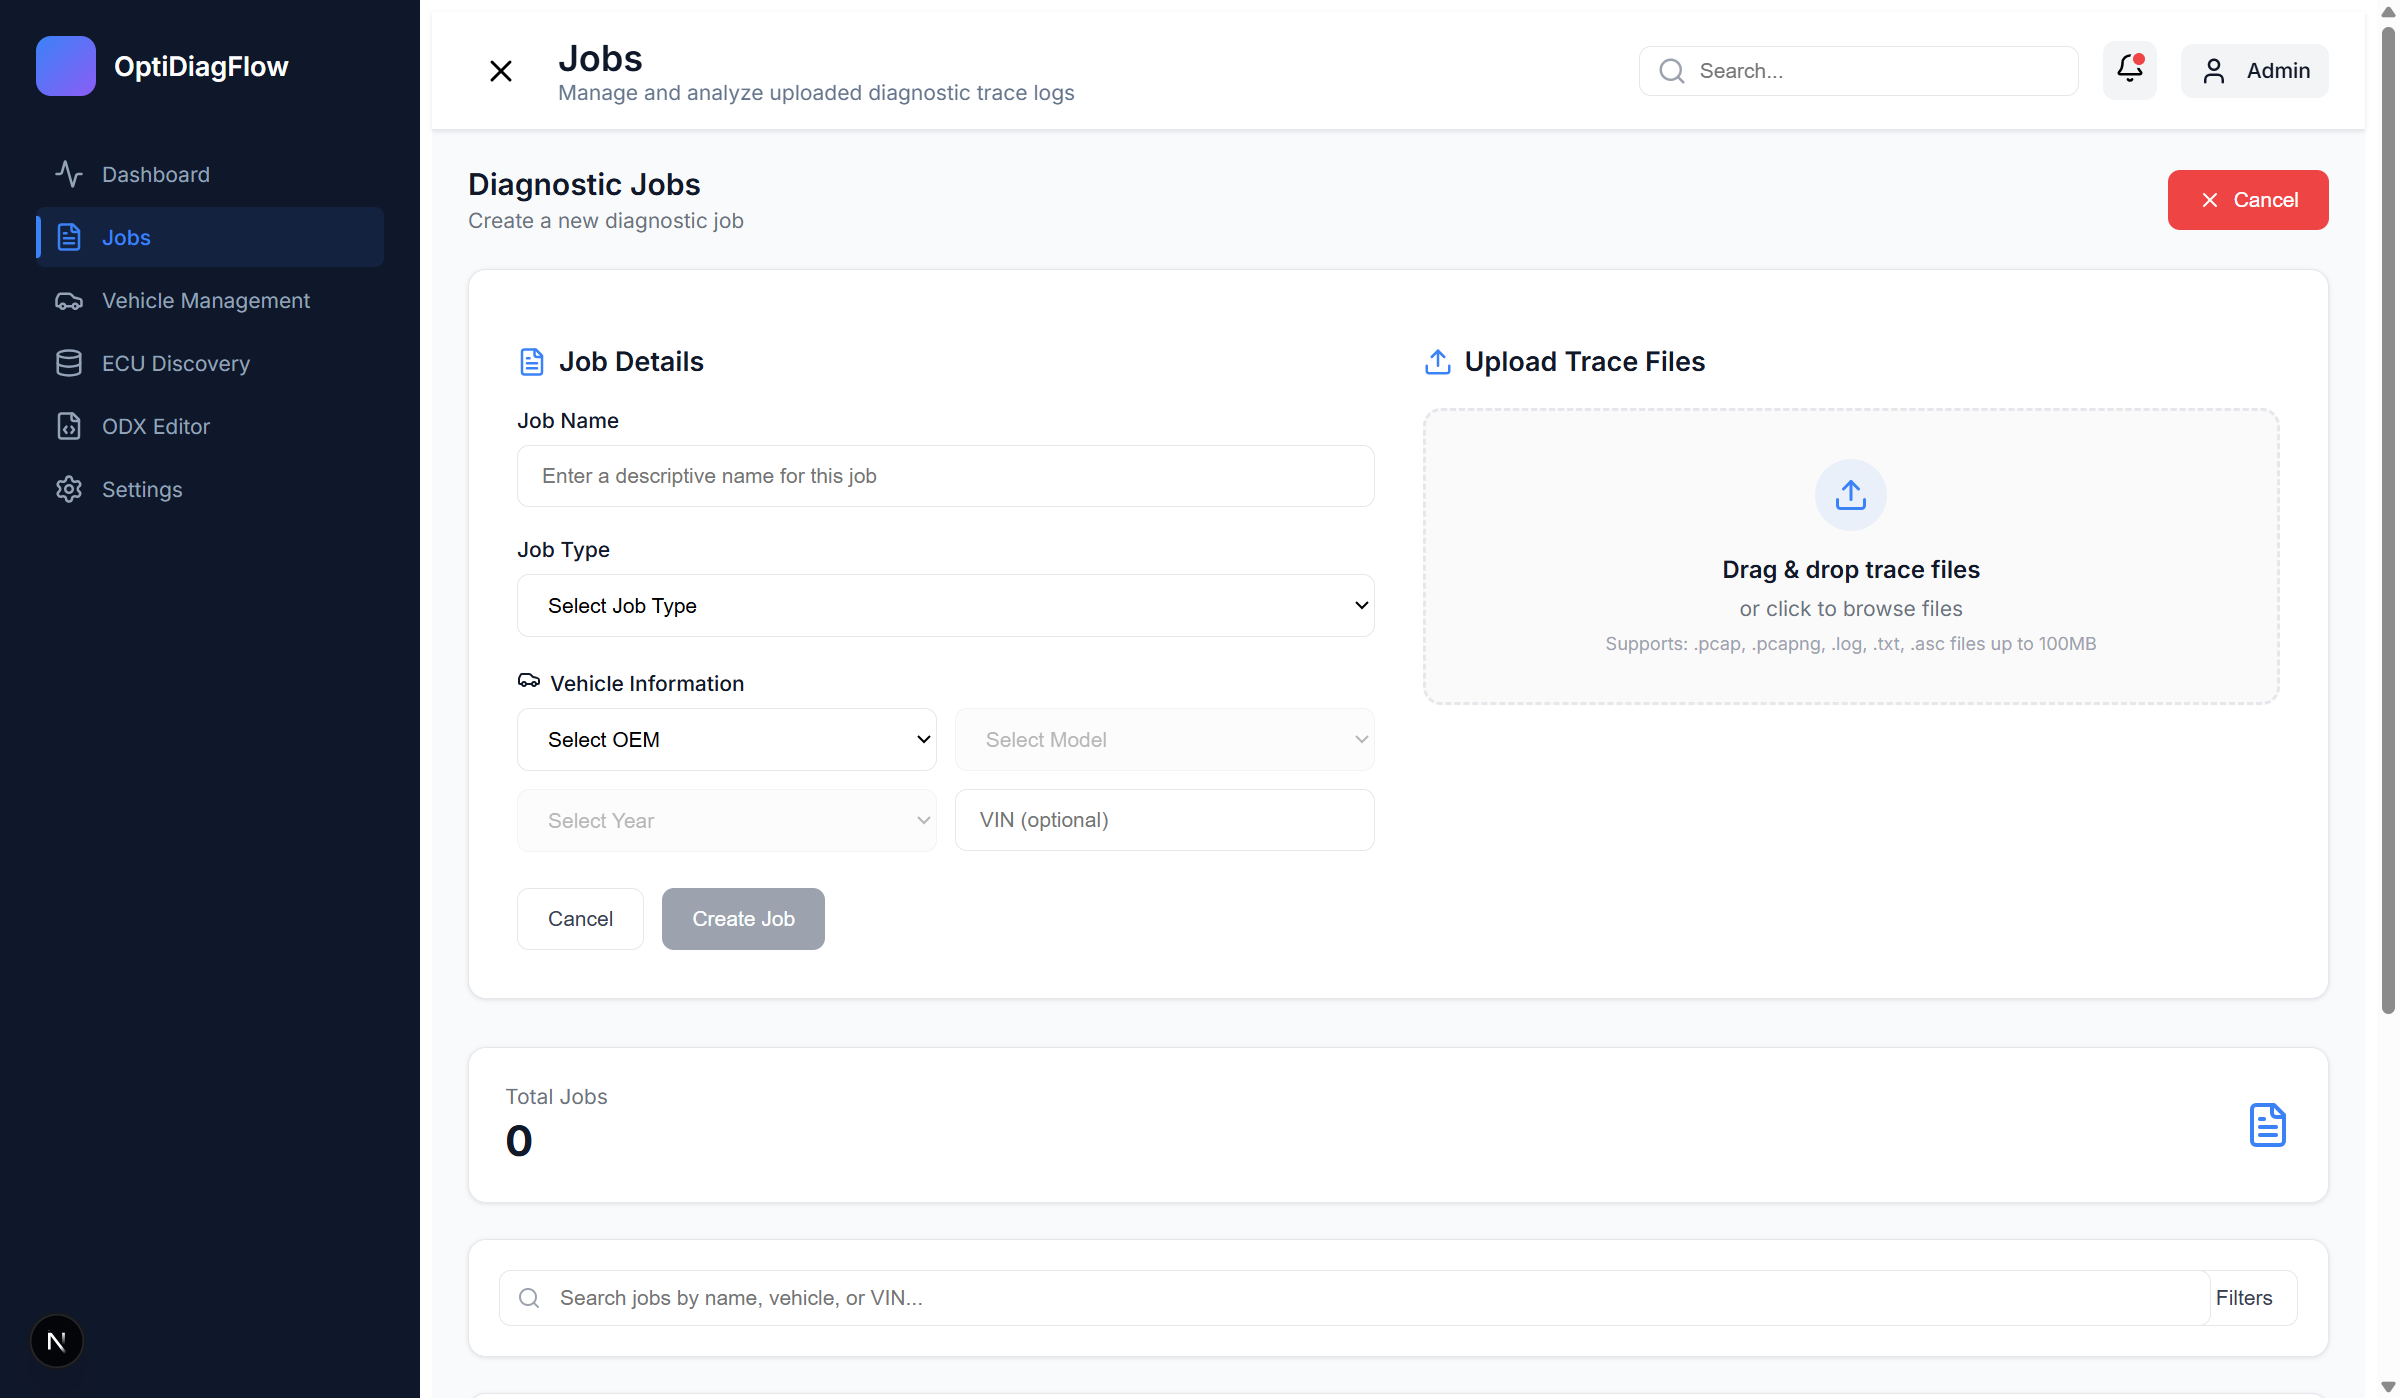 OptiDiagFlow
Dashboard
Jobs
Vehicle Management
ECU Discovery
ODX Editor
Settings
N
Jobs
Manage and analyze uploaded diagnostic trace logs
Search...
Admin
Diagnostic Jobs
Create a new diagnostic job
Cancel
Job Details
Job Name
Enter a descriptive name for this job
Job Type
Select Job Type
Vehicle Information
Select OEM
Select Model
Select Year
VIN (optional)
Cancel
Create Job
Upload Trace Files
Drag & drop trace files
or click to browse files
Supports: .pcap, .pcapng, .log, .txt, .asc files up to 100MB
Total Jobs
0
Search jobs by name, vehicle, or VIN...
Filters